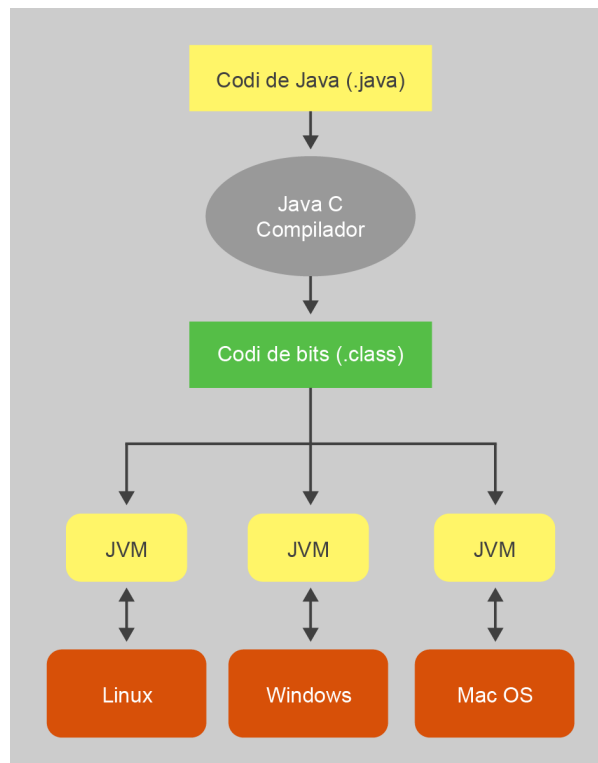 Codi de Java (.java)
Java C
Compilador
Codi de bits (.class)
JVM
JVM
JVM
Linux
Windows
Mac OS